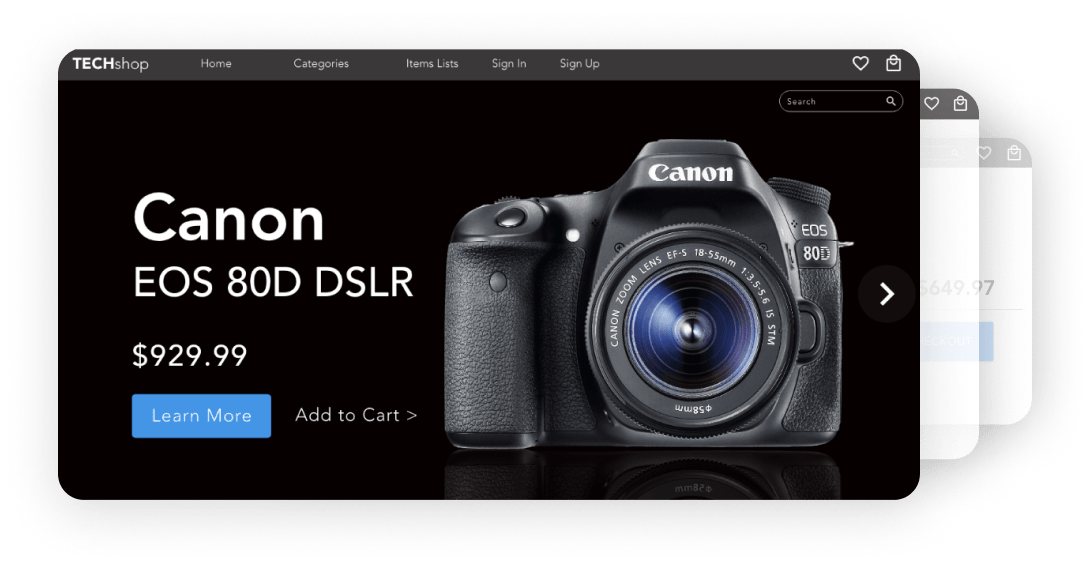 TECHshop Home Categories Items Lists Sign In Sign Up
Search
Canon
EOS 80D DSLR
$929.99
Learn More Add to Cart >
Canon
EOS
80D
CANON ZOOM LENS EF-S 18-55mm 1:3.5-5.6 IS STM
Φ58mm
$649.97